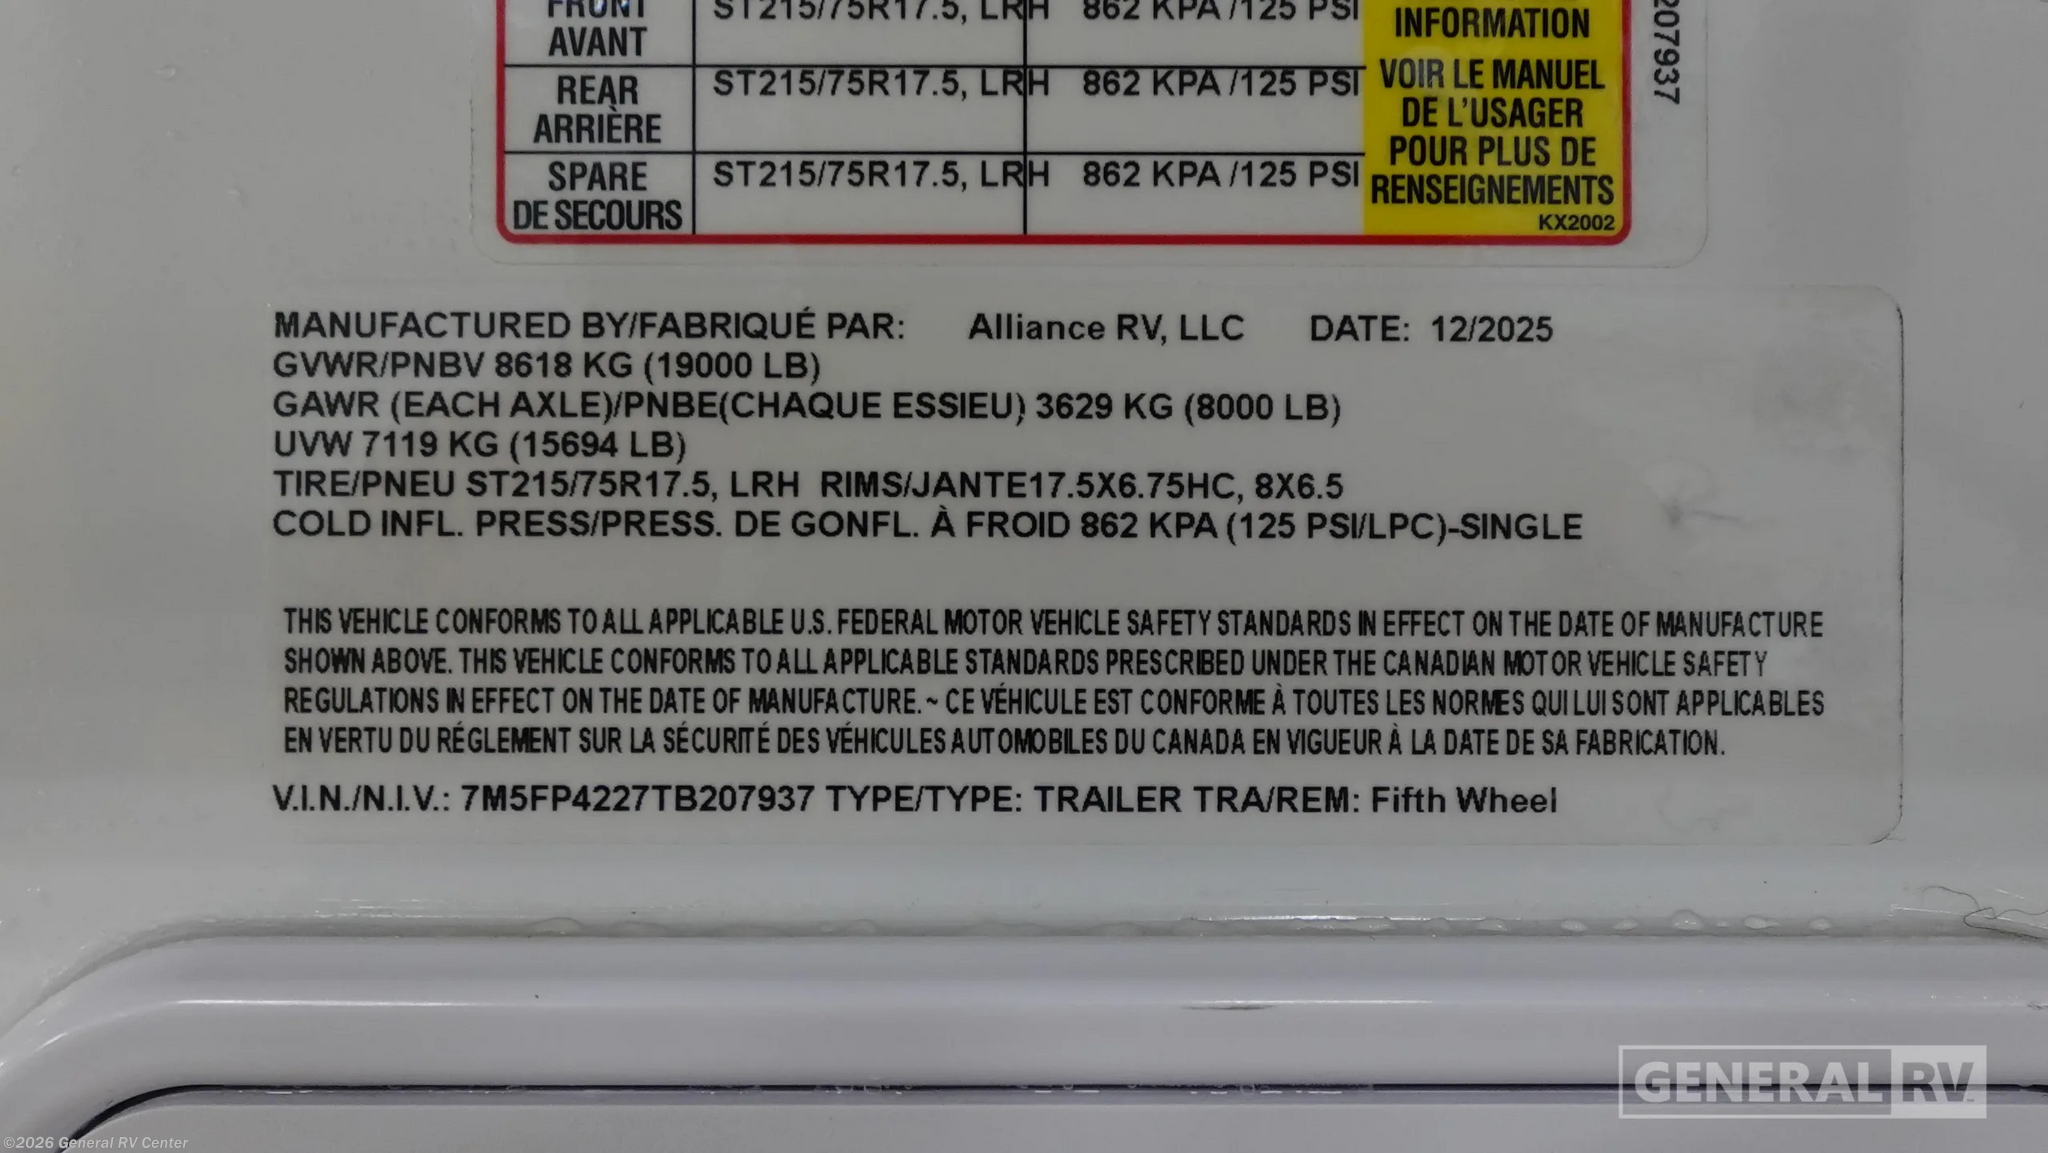 FRONT ST215/75R17.5, LRH 862 KPA /125 PSI INFORMATION
AVANT
REAR ST215/75R17.5, LRH 862 KPA /125 PSI VOIR LE MANUEL
ARRIÈRE DE L'USAGER
POUR PLUS DE
SPARE ST215/75R17.5, LRH 862 KPA /125 PSI RENSEIGNEMENTS
DE SECOURS KX2002
207937
MANUFACTURED BY/FABRIQUÉ PAR: Alliance RV, LLC DATE: 12/2025
GVWR/PNBV 8618 KG (19000 LB)
GAWR (EACH AXLE)/PNBE(CHAQUE ESSIEU) 3629 KG (8000 LB)
UVW 7119 KG (15694 LB)
TIRE/PNEU ST215/75R17.5, LRH RIMS/JANTE17.5X6.75HC, 8X6.5
COLD INFL. PRESS/PRESS. DE GONFL. À FROID 862 KPA (125 PSI/LPC)-SINGLE
THIS VEHICLE CONFORMS TO ALL APPLICABLE U.S. FEDERAL MOTOR VEHICLE SAFETY STANDARDS IN EFFECT ON THE DATE OF MANUFACTURE
SHOWN ABOVE. THIS VEHICLE CONFORMS TO ALL APPLICABLE STANDARDS PRESCRIBED UNDER THE CANADIAN MOTOR VEHICLE SAFETY
REGULATIONS IN EFFECT ON THE DATE OF MANUFACTURE. ~ CE VÉHICULE EST CONFORME À TOUTES LES NORMES QUI LUI SONT APPLICABLES
EN VERTU DU RÉGLEMENT SUR LA SÉCURITÉ DES VÉHICULES AUTOMOBILES DU CANADA EN VIGUEUR À LA DATE DE SA FABRICATION.
V.I.N./N.I.V.: 7M5FP4227TB207937 TYPE/TYPE: TRAILER TRA/REM: Fifth Wheel
GENERAL RV
©2026 General RV Center